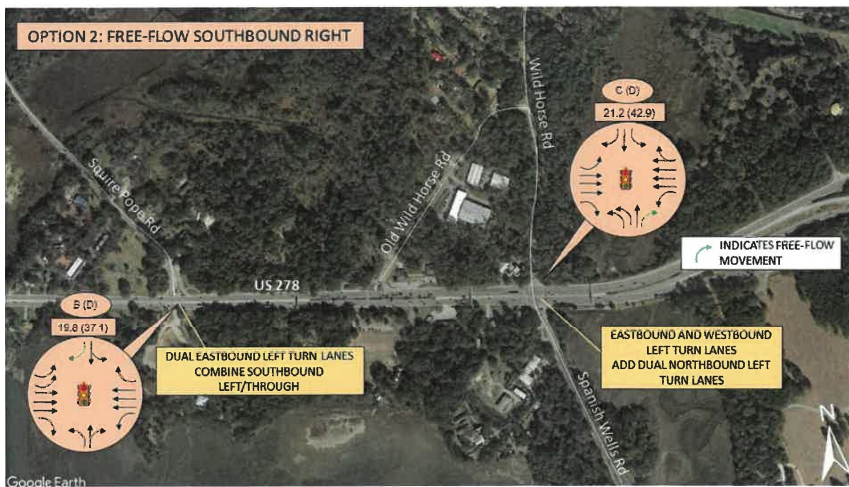 OPTION 2: FREE-FLOW SOUTHBOUND RIGHT
Wild Horse Rd
C (D)
21.2 (42.9)
Squire Pope Rd
Old Wild Horse Rd
INDICATES FREE-FLOW
MOVEMENT
US 278
B (D)
19.8 (37.1)
DUAL EASTBOUND LEFT TURN LANES
COMBINE SOUTHBOUND
LEFT/THROUGH
EASTBOUND AND WESTBOUND
LEFT TURN LANES
ADD DUAL NORTHBOUND LEFT
TURN LANES
Spanish Wells Rd
N
Google Earth